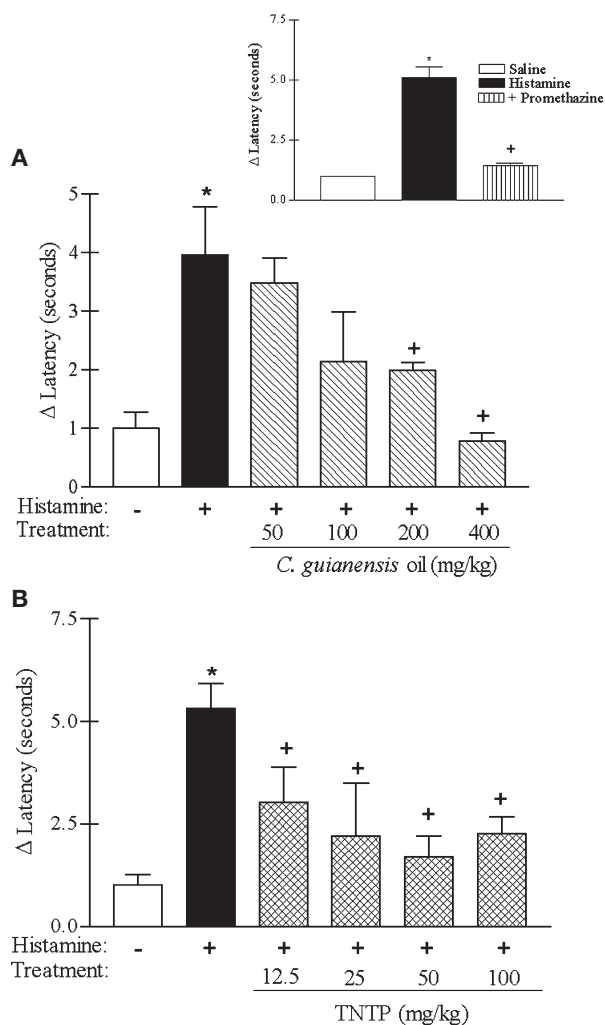 7.5
5.0
2.5
0.0
Δ Latency (seconds)
*
+
Saline
Histamine
+ Promethazine
A
5
4
3
2
1
0
Δ Latency (seconds)
*
+
+
Histamine: - + + + + +
Treatment: 50 100 200 400
C. guianensis oil (mg/kg)
B
7.5
5.0
2.5
0.0
Δ Latency (seconds)
*
+
+
+
+
Histamine: - + + + + +
Treatment: 12.5 25 50 100
TNTP (mg/kg)